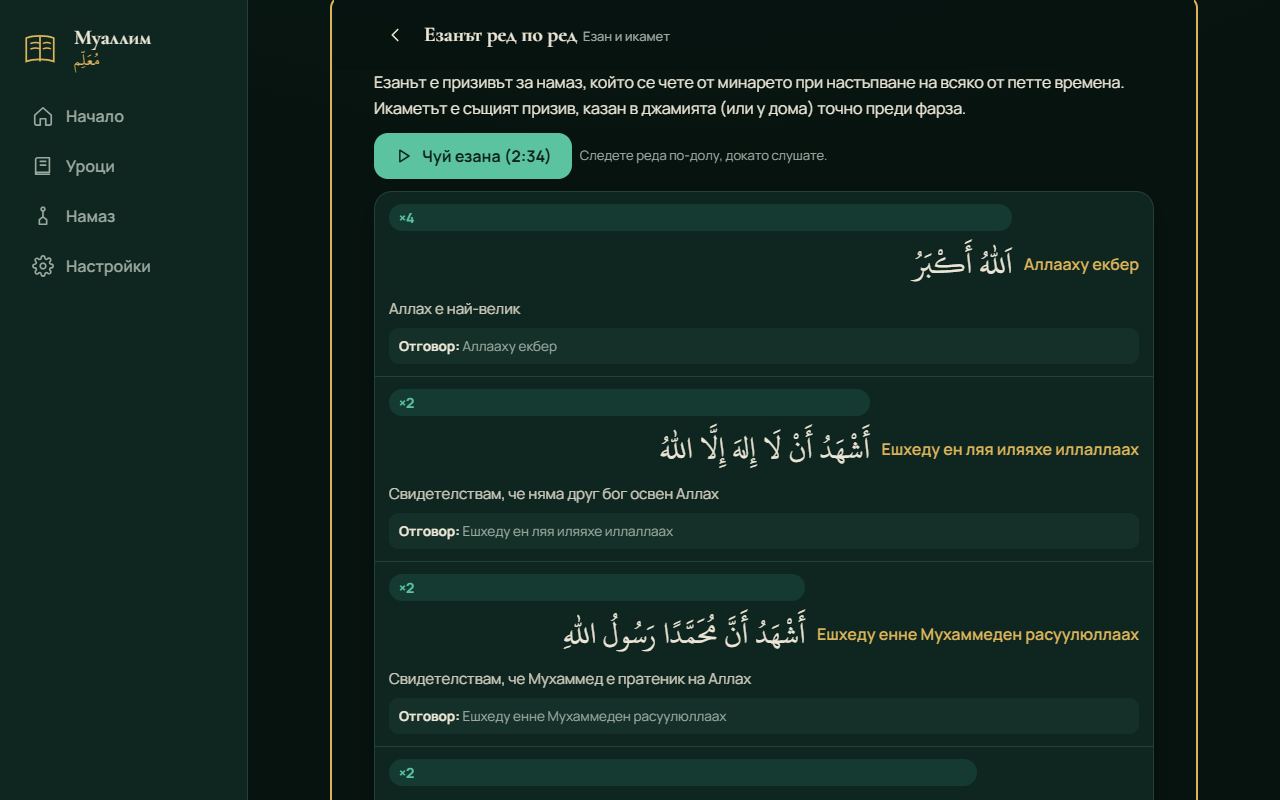 Муаллим
مُعَلِّم
Начало
Уроци
Намаз
Настройки
Езанът ред по ред Езан и икамет
Езанът е призивът за намаз, който се чете от минарето при настъпване на всяко от петте времена.
Икаметът е същият призив, казан в джамията (или у дома) точно преди фарза.
Чуй езана (2:34) Следете реда по-долу, докато слушате.
×4
اَللهُ أَكْبَرُ Аллааху екбер
Аллах е най-велик
Отговор: Аллааху екбер
×2
أَشْهَدُ أَنْ لَا إِلهَ إِلَّا اللهُ Ешхеду ен ляя иляяхе иллаллаах
Свидетелствам, че няма друг бог освен Аллах
Отговор: Ешхеду ен ляя иляяхе иллаллаах
×2
أَشْهَدُ أَنَّ مُحَمَّدًا رَسُولُ اللهِ Ешхеду енне Мухаммеден расуулюллаах
Свидетелствам, че Мухаммед е пратеник на Аллах
Отговор: Ешхеду енне Мухаммеден расуулюллаах
×2